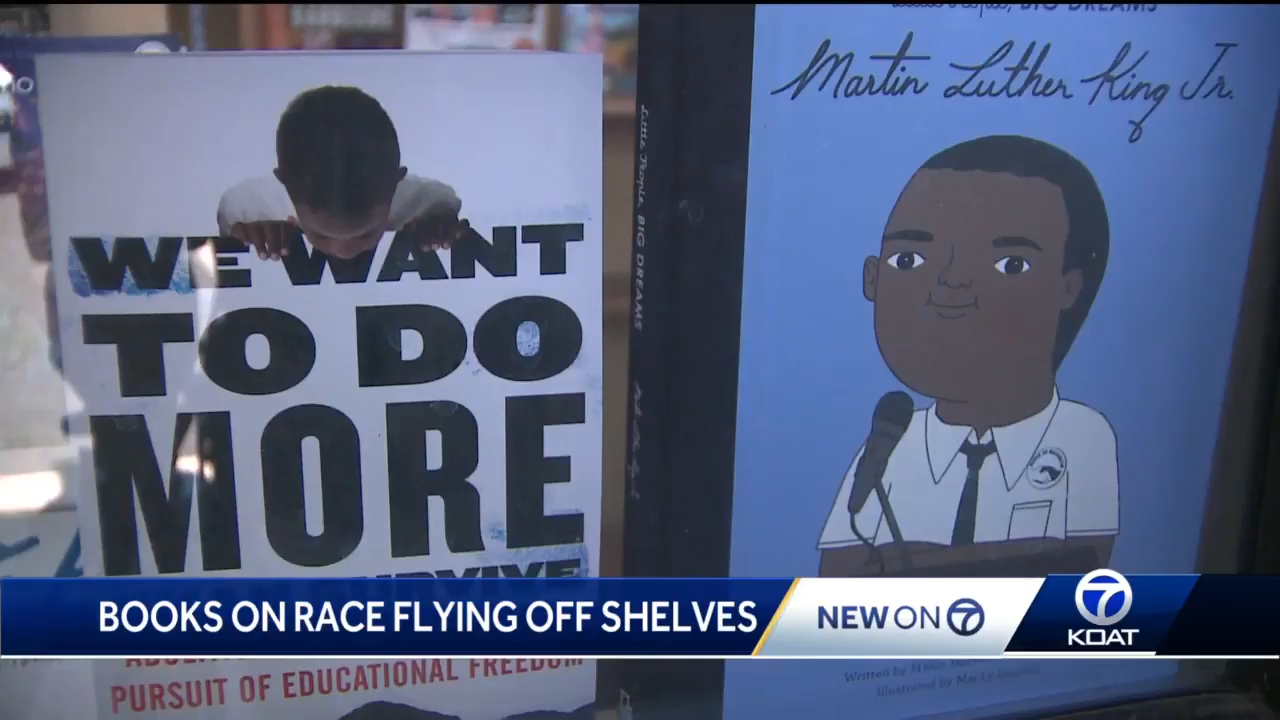 WE WANT
TO DO
MORE
SURVIVE
PURSUIT OF EDUCATIONAL FREEDOM
Little People, BIG DREAMS
BIG DREAMS
Martin Luther King Jr.
Written by
Illustrated by
BOOKS ON RACE FLYING OFF SHELVES
NEW ON 7
7
KOAT